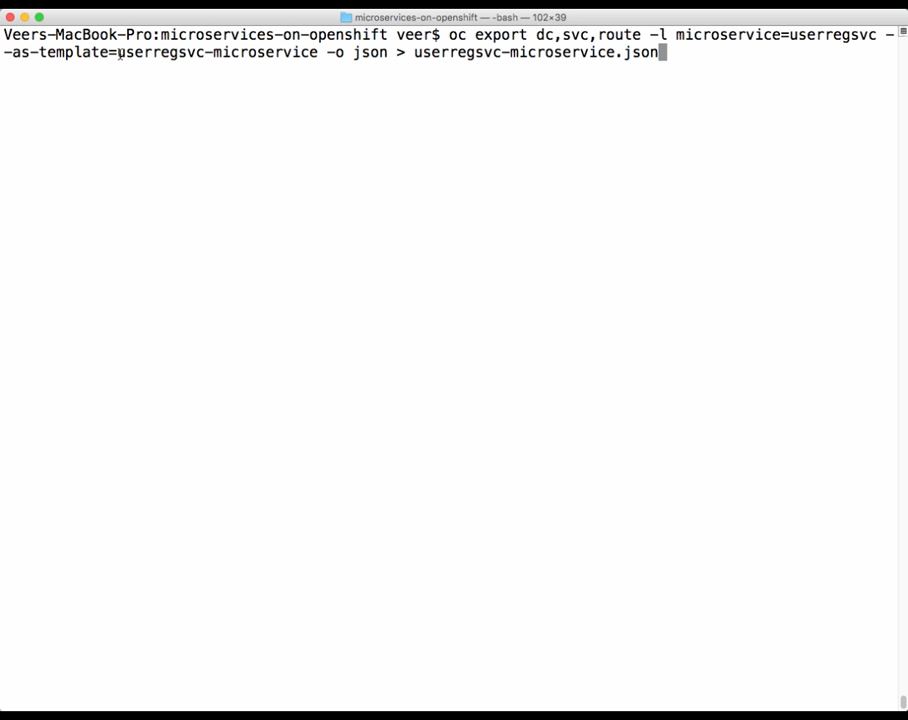 microservices-on-openshift — -bash — 102×39
Veers-MacBook-Pro:microservices-on-openshift veer$ oc export dc,svc,route -l microservice=userregsvc -
-as-template=userregsvc-microservice -o json > userregsvc-microservice.json